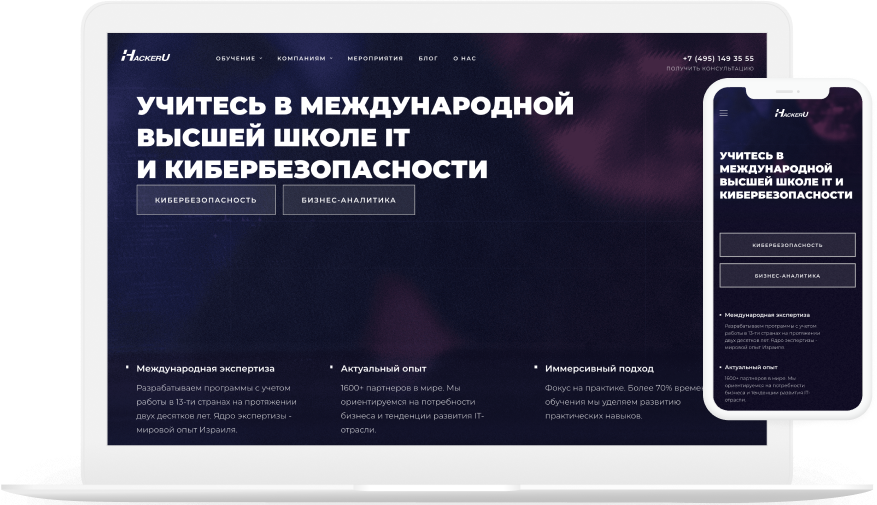 HACKERU
ОБУЧЕНИЕ КОМПАНИЯМ МЕРОПРИЯТИЯ БЛОГ О НАС
+7 (495) 149 35 55
ПОЛУЧИТЬ КОНСУЛЬТАЦИЮ
УЧИТЕСЬ В МЕЖДУНАРОДНОЙ
ВЫСШЕЙ ШКОЛЕ IT
И КИБЕРБЕЗОПАСНОСТИ
КИБЕРБЕЗОПАСНОСТЬ
БИЗНЕС-АНАЛИТИКА
Международная экспертиза
Разрабатываем программы с учетом
работы в 13-ти странах на протяжении
двух десятков лет. Ядро экспертизы -
мировой опыт Израиля.
Актуальный опыт
1600+ партнеров в мире. Мы
ориентируемся на потребности
бизнеса и тенденции развития IT-
отрасли.
Иммерсивный подход
Фокус на практике. Более 70% време
обучения мы уделяем развитию
практических навыков.
HACKERU
УЧИТЕСЬ В
МЕЖДУНАРОДНОЙ
ВЫСШЕЙ ШКОЛЕ IT И
КИБЕРБЕЗОПАСНОСТИ
КИБЕРБЕЗОПАСНОСТЬ
БИЗНЕС-АНАЛИТИКА
Международная экспертиза
Разрабатываем программы с учетом
работы в 13-ти странах на протяжении
двух десятков лет. Ядро экспертизы -
мировой опыт Израиля.
Актуальный опыт
1600+ партнеров в мире. Мы
ориентируемся на потребности
бизнеса и тенденции развития IT-
отрасли.